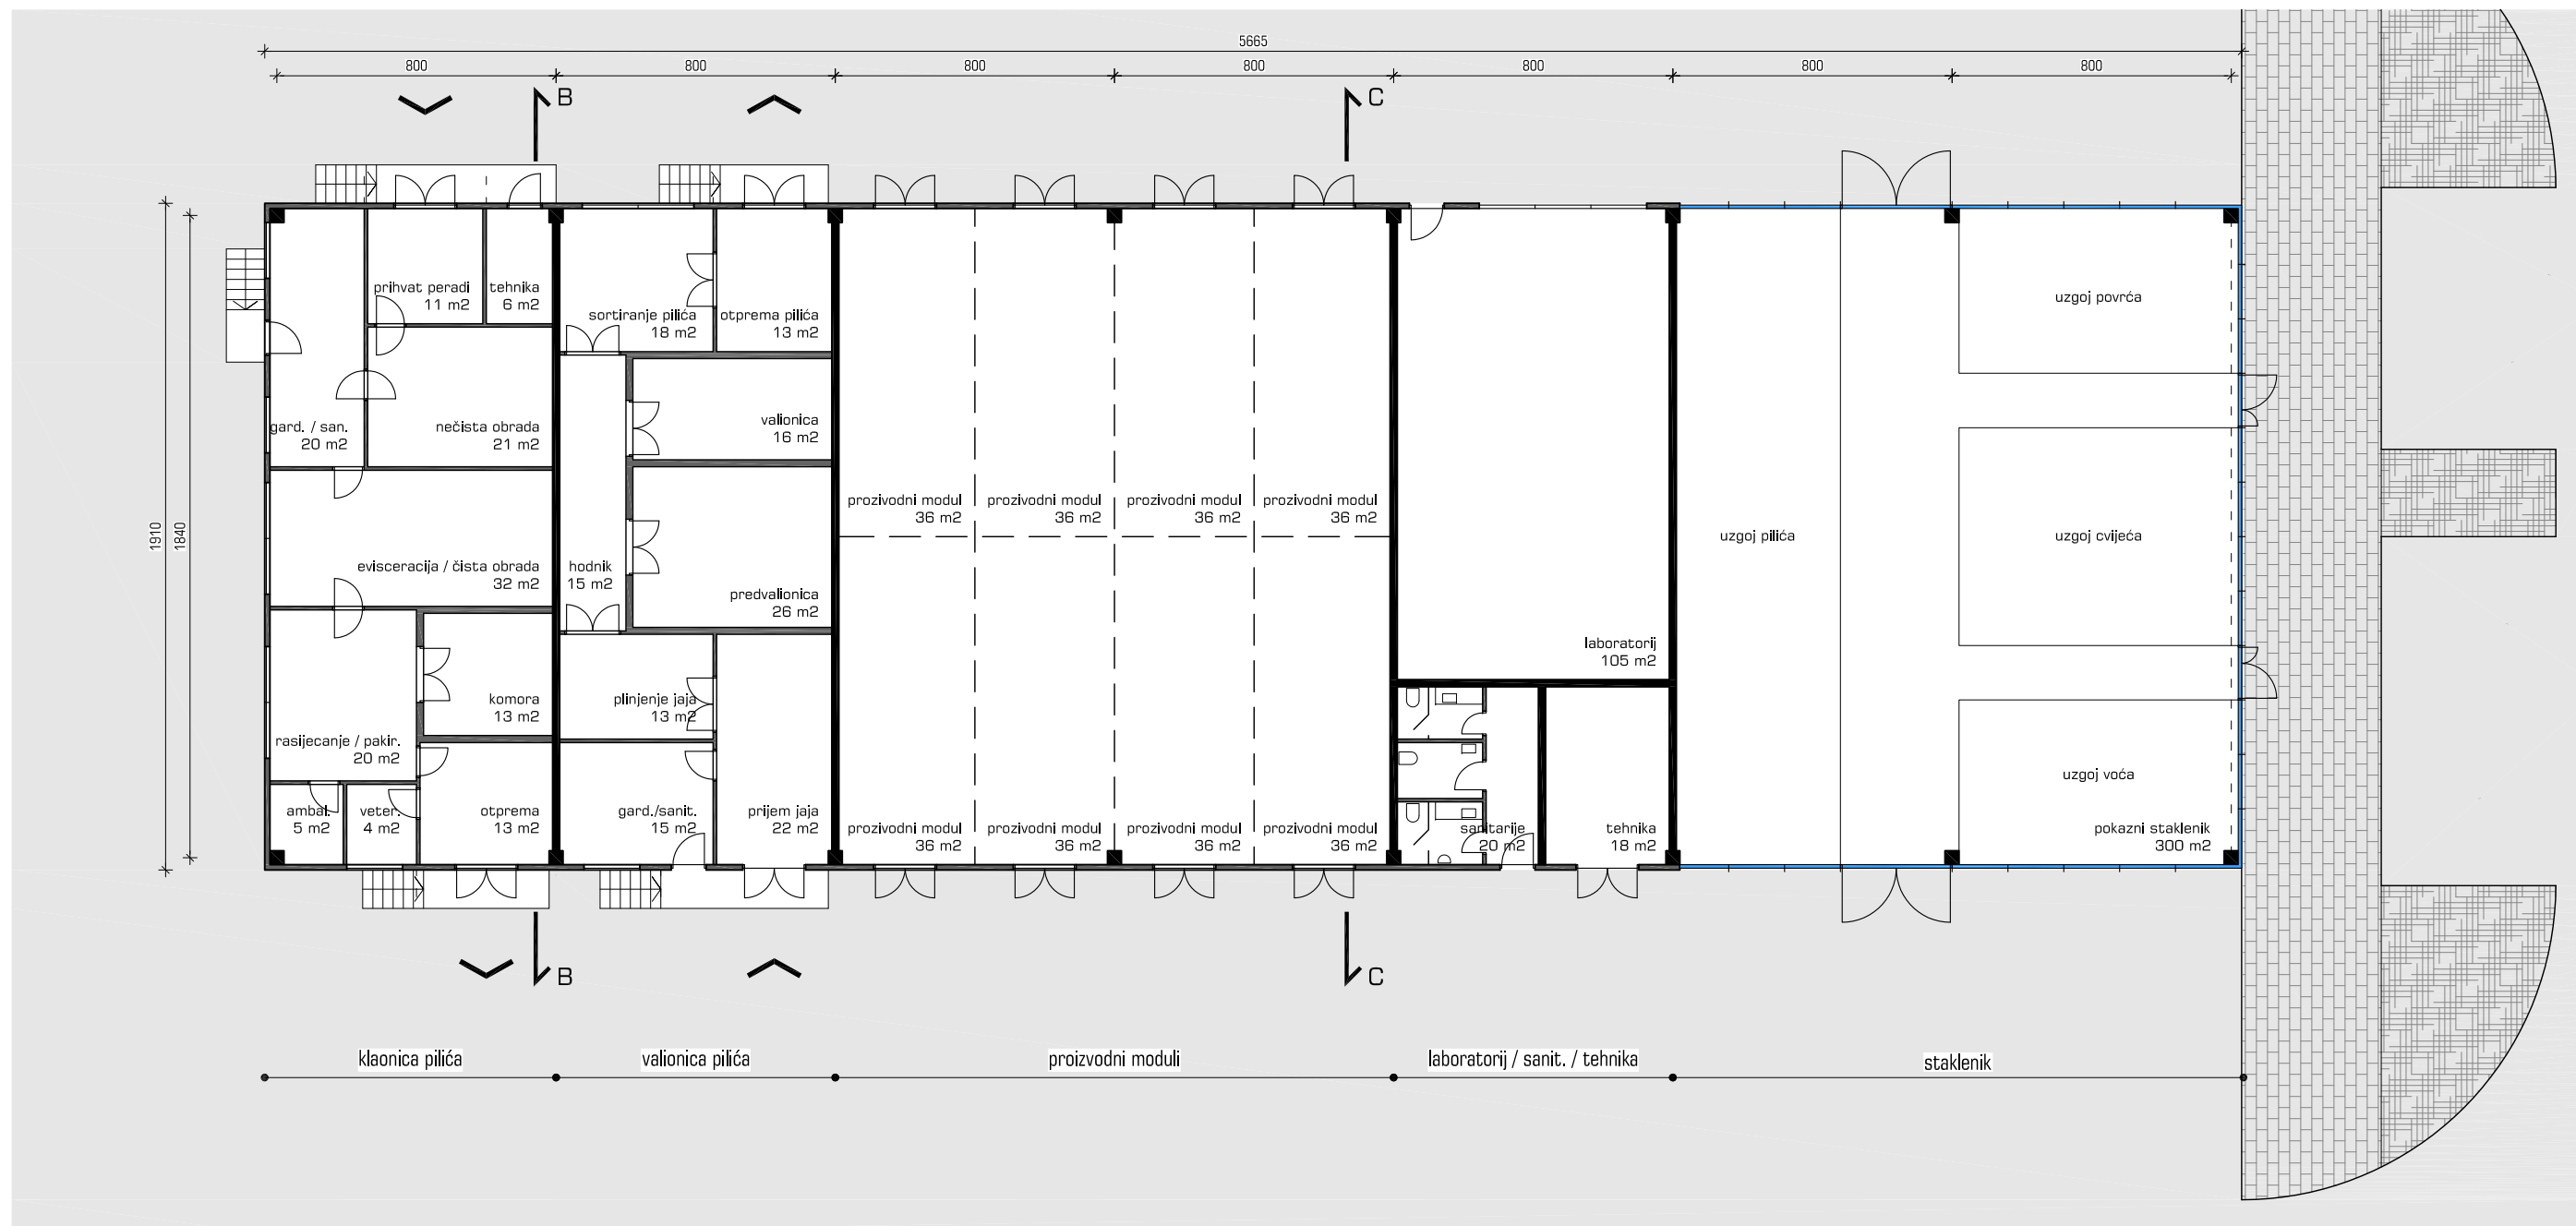 5665
800 800 800 800 800 800 800
B C
prihvat peradi
11 m2
tehnika
6 m2
sortiranje pilića
18 m2
otprema pilića
13 m2
uzgoj povrća
gard. / san.
20 m2
nečista obrada
21 m2
valionica
16 m2
prozivodni modul
36 m2
prozivodni modul
36 m2
prozivodni modul
36 m2
prozivodni modul
36 m2
1910
1840
evisceracija / čista obrada
32 m2
hodnik
15 m2
predvalionica
26 m2
uzgoj pilića
uzgoj cvijeća
laboratorij
105 m2
komora
13 m2
plinjenje jaja
13 m2
rasijecanje / pakir.
20 m2
uzgoj voća
ambal.
5 m2
veter.
4 m2
otprema
13 m2
gard./sanit.
15 m2
prijem jaja
22 m2
prozivodni modul
36 m2
prozivodni modul
36 m2
prozivodni modul
36 m2
prozivodni modul
36 m2
sanitarije
20 m2
tehnika
18 m2
pokazni staklenik
300 m2
B C
klaonica pilića
valionica pilića
proizvodni moduli
laboratorij / sanit. / tehnika
staklenik